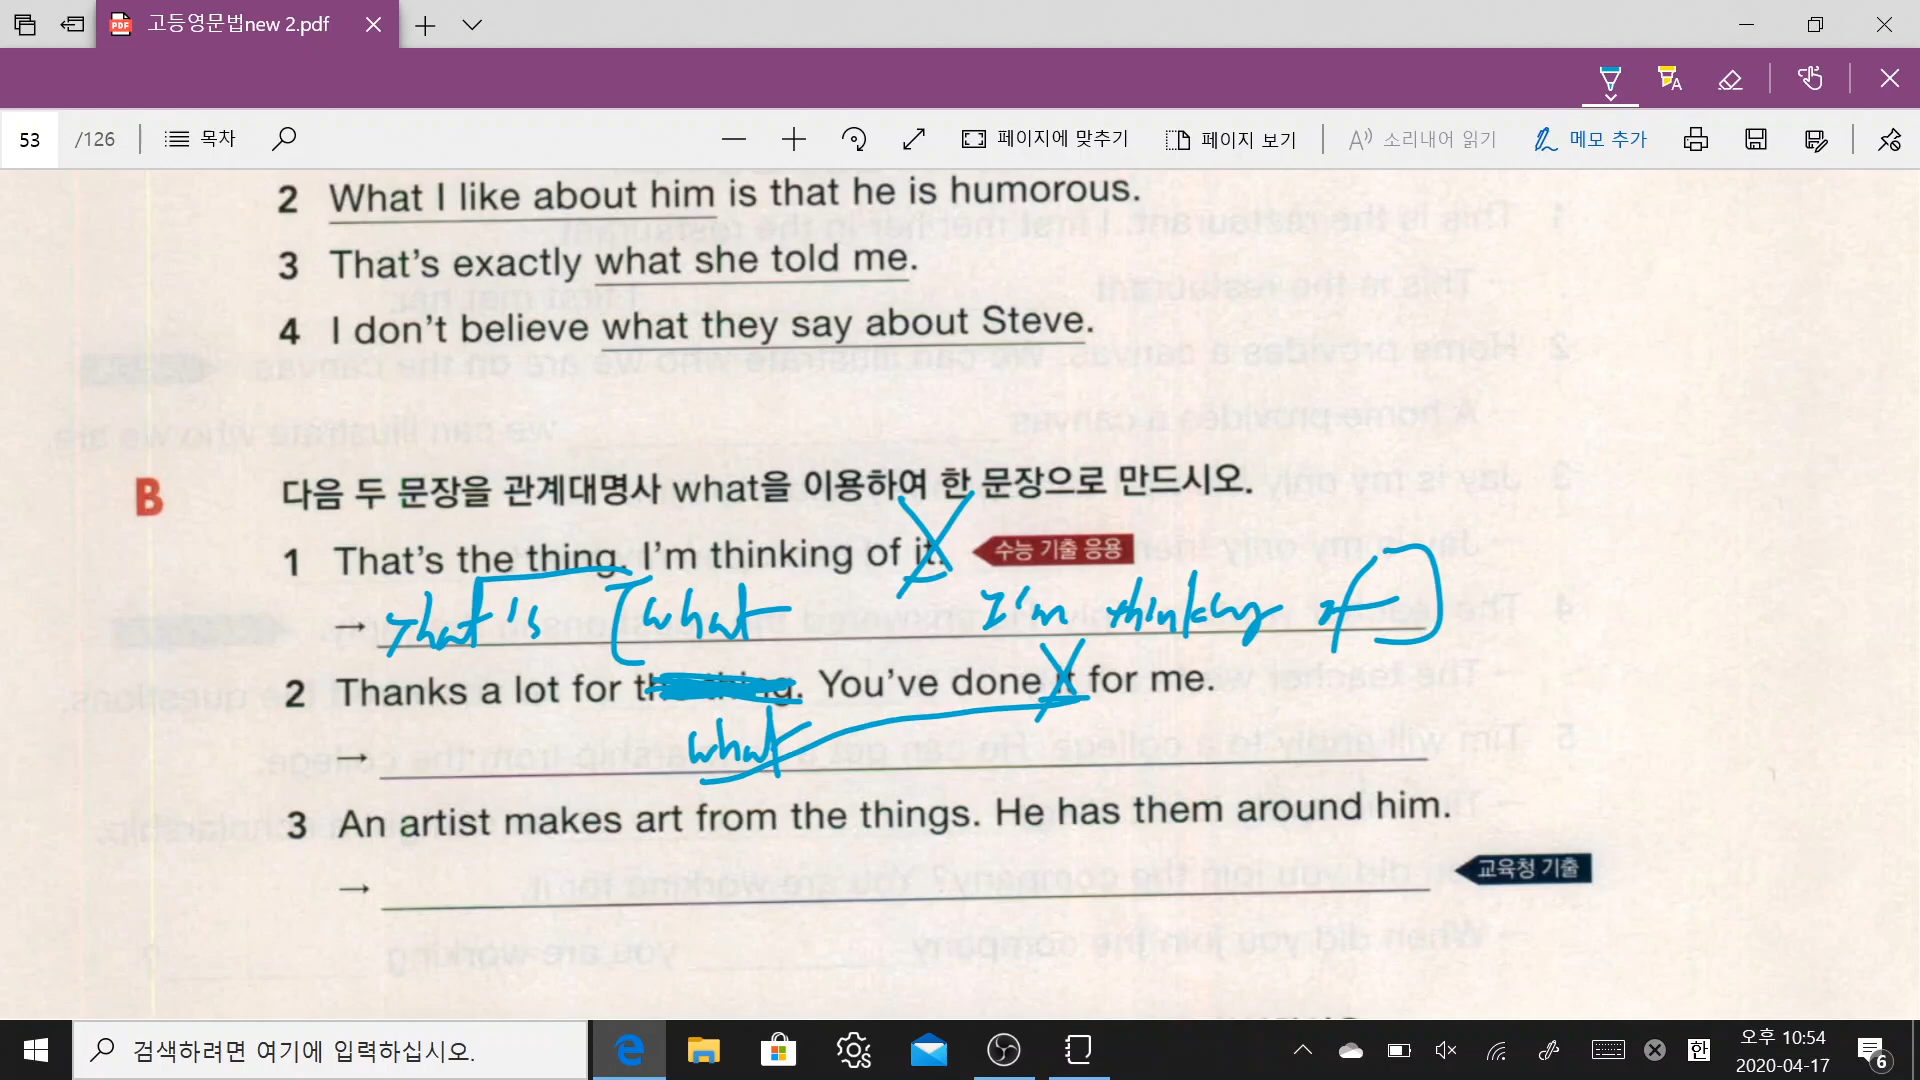 고등영문법new 2.pdf
53 /126 목차 페이지에 맞추기 페이지 보기 소리내어 읽기 메모 추가
2 What I like about him is that he is humorous.
3 That's exactly what she told me.
4 I don't believe what they say about Steve.
B 다음 두 문장을 관계대명사 what을 이용하여 한 문장으로 만드시오.
1 That's the thing. I'm thinking of it. 수능 기출 응용
→ That's [what I'm thinking of]
2 Thanks a lot for the thing. You've done it for me.
→ what
3 An artist makes art from the things. He has them around him.
→ 교육청 기출
검색하려면 여기에 입력하십시오.
한
오후 10:54
2020-04-17
6